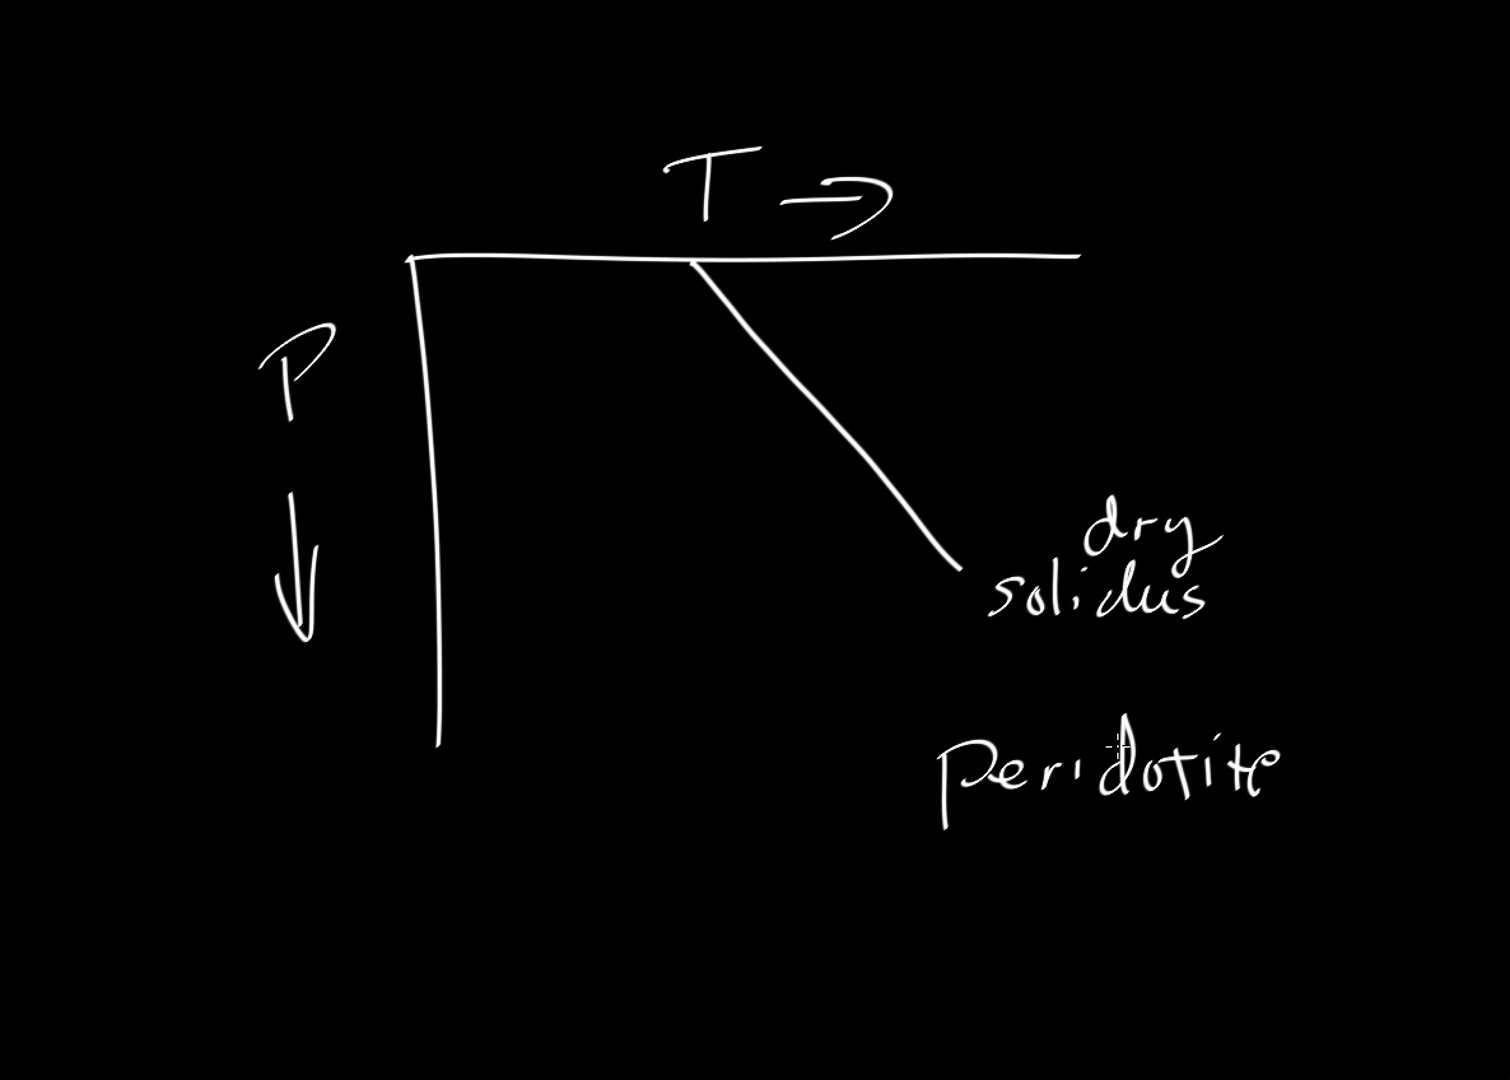 T →
P
↓
dry
solidus
peridotite